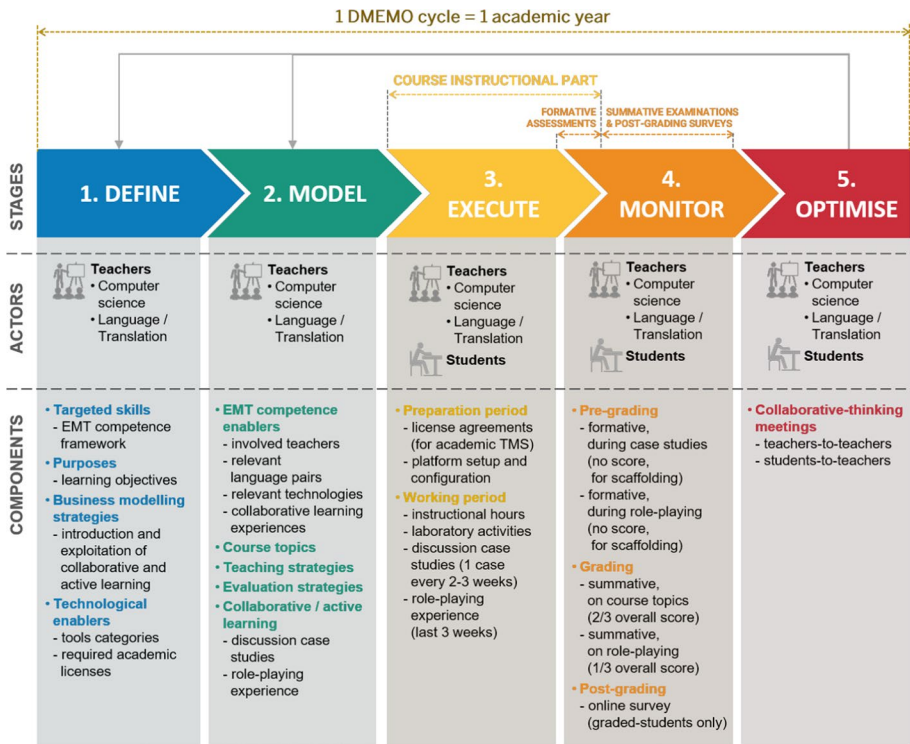 1 DMEMO cycle = 1 academic year
COURSE INSTRUCTIONAL PART
FORMATIVE
ASSESSMENTS
SUMMATIVE EXAMINATIONS
& POST-GRADING SURVEYS
STAGES
1. DEFINE
2. MODEL
3.
EXECUTE
4.
MONITOR
5.
OPTIMISE
ACTORS
Teachers
• Computer
science
• Language /
Translation
Teachers
• Computer
science
• Language /
Translation
Teachers
• Computer
science
• Language /
Translation
Students
Teachers
• Computer
science
• Language /
Translation
Students
Teachers
• Computer
science
• Language /
Translation
Students
COMPONENTS
• Targeted skills
- EMT competence
framework
• Purposes
- learning objectives
• Business modelling
strategies
- introduction and
exploitation of
collaborative and
active learning
• Technological
enablers
- tools categories
- required academic
licenses
• EMT competence
enablers
- involved teachers
- relevant
language pairs
- relevant technologies
- collaborative learning
experiences
• Course topics
• Teaching strategies
• Evaluation strategies
• Collaborative / active
learning
- discussion case
studies
- role-playing
experience
• Preparation period
- license agreements
(for academic TMS)
- platform setup and
configuration
• Working period
- instructional hours
- laboratory activities
- discussion case
studies (1 case
every 2-3 weeks)
- role-playing
experience
(last 3 weeks)
• Pre-grading
- formative,
during case studies
(no score,
for scaffolding)
- formative,
during role-playing
(no score,
for scaffolding)
• Grading
- summative,
on course topics
(2/3 overall score)
- summative,
on role-playing
(1/3 overall score)
• Post-grading
- online survey
(graded-students only)
• Collaborative-thinking
meetings
- teachers-to-teachers
- students-to-teachers